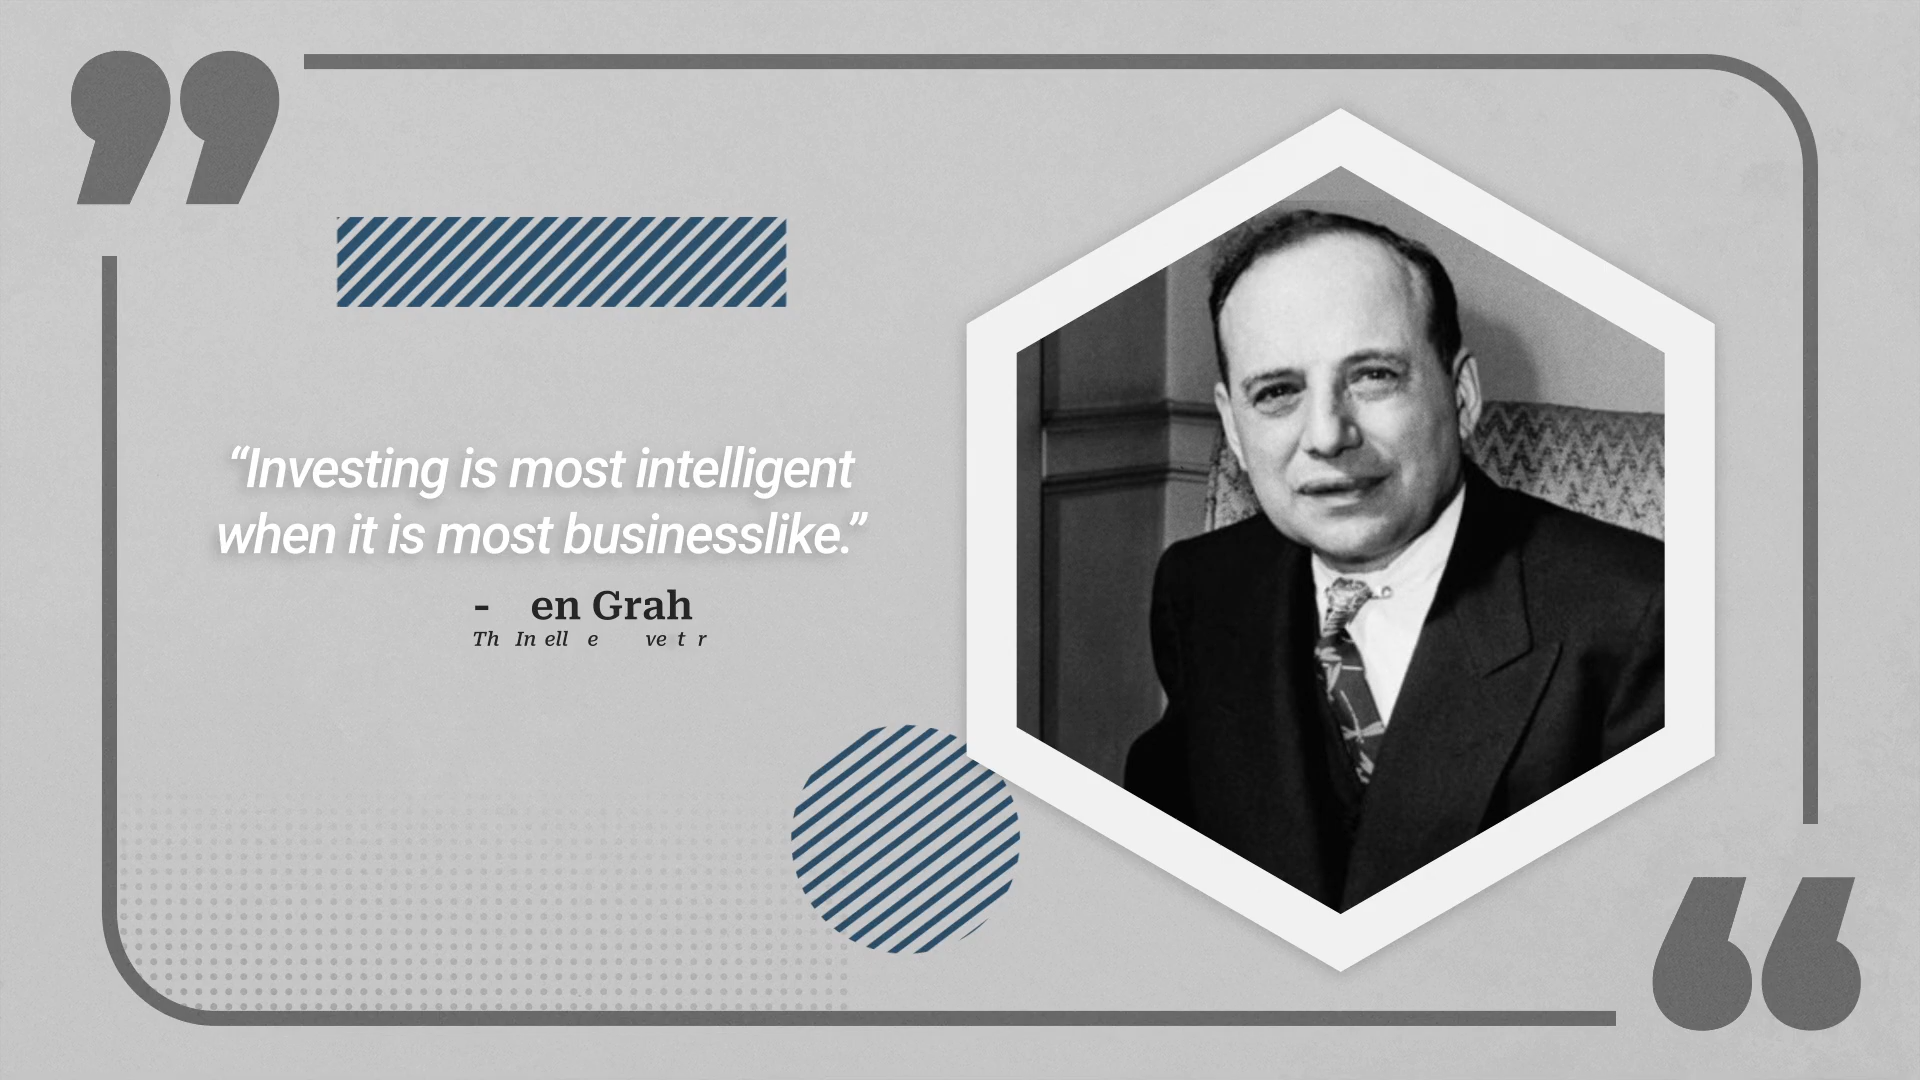 “Investing is most intelligent
when it is most businesslike.”
- en Grah
Th In ell e ve t r